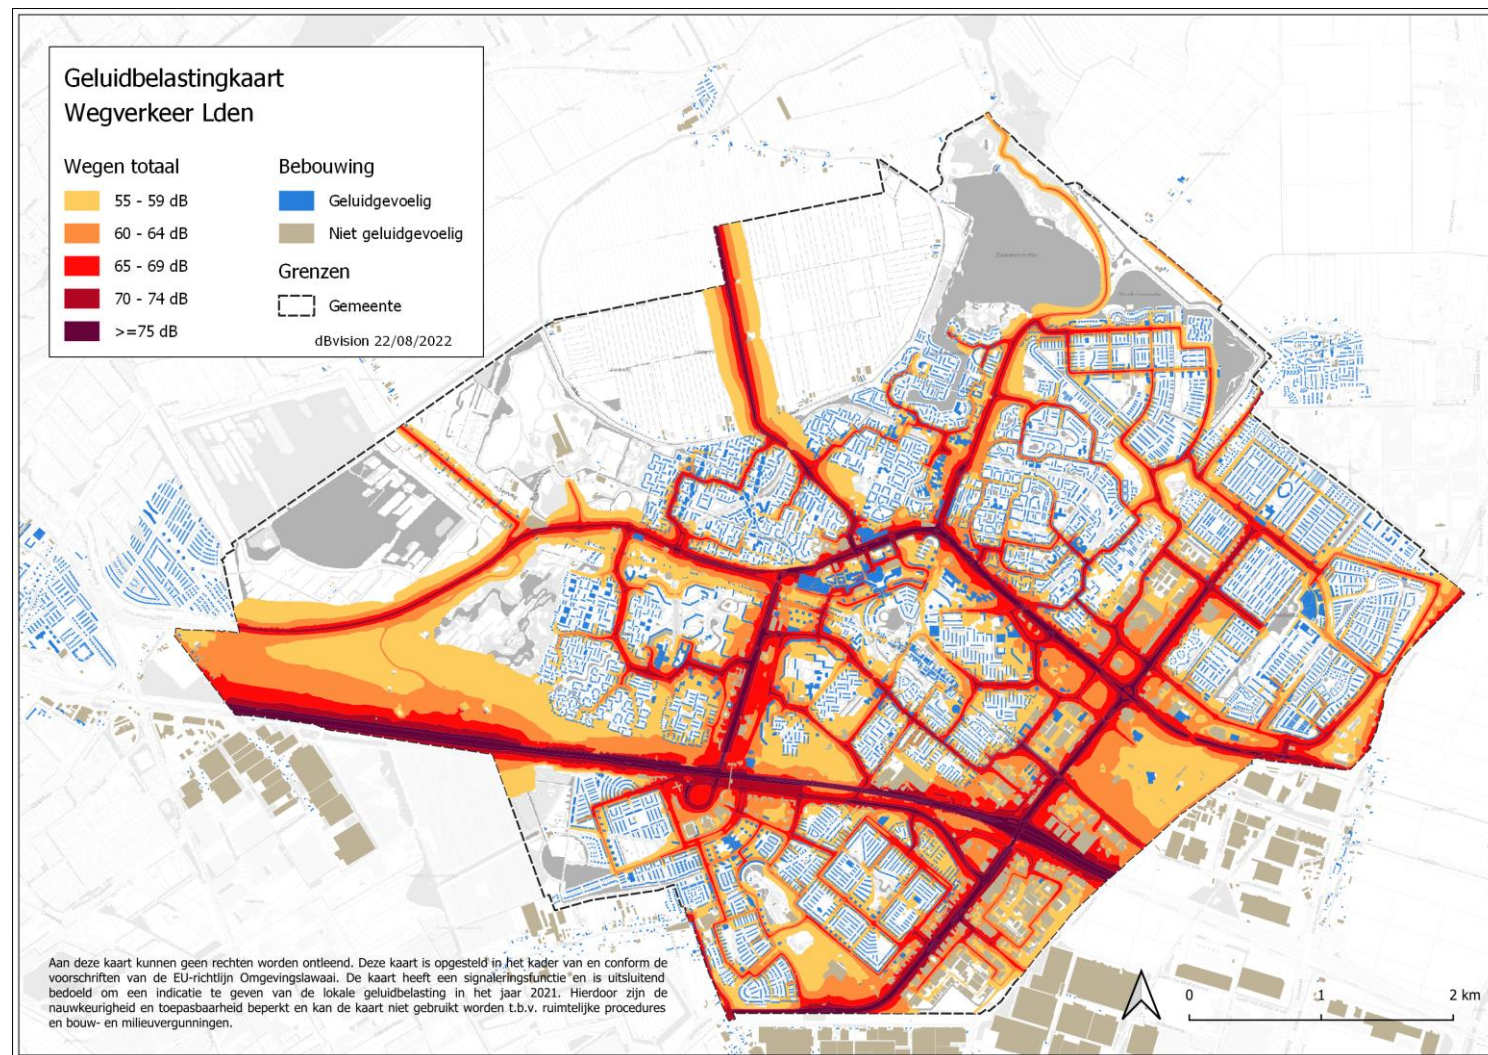 Geluidbelastingkaart
Wegverkeer Lden
Wegen totaal
55 - 59 dB
60 - 64 dB
65 - 69 dB
70 - 74 dB
>=75 dB
Bebouwing
Geluidgevoelig
Niet geluidgevoelig
Grenzen
Gemeente
dBvision 22/08/2022
Aan deze kaart kunnen geen rechten worden ontleend. Deze kaart is opgesteld in het kader van en conform de
voorschriften van de EU-richtlijn Omgevingslawaai. De kaart heeft een signaleringsfunctie en is uitsluitend
bedoeld om een indicatie te geven van de lokale geluidbelasting in het jaar 2021. Hierdoor zijn de
nauwkeurigheid en toepasbaarheid beperkt en kan de kaart niet gebruikt worden t.b.v. ruimtelijke procedures
en bouw- en milieuvergunningen.
0 1 2 km